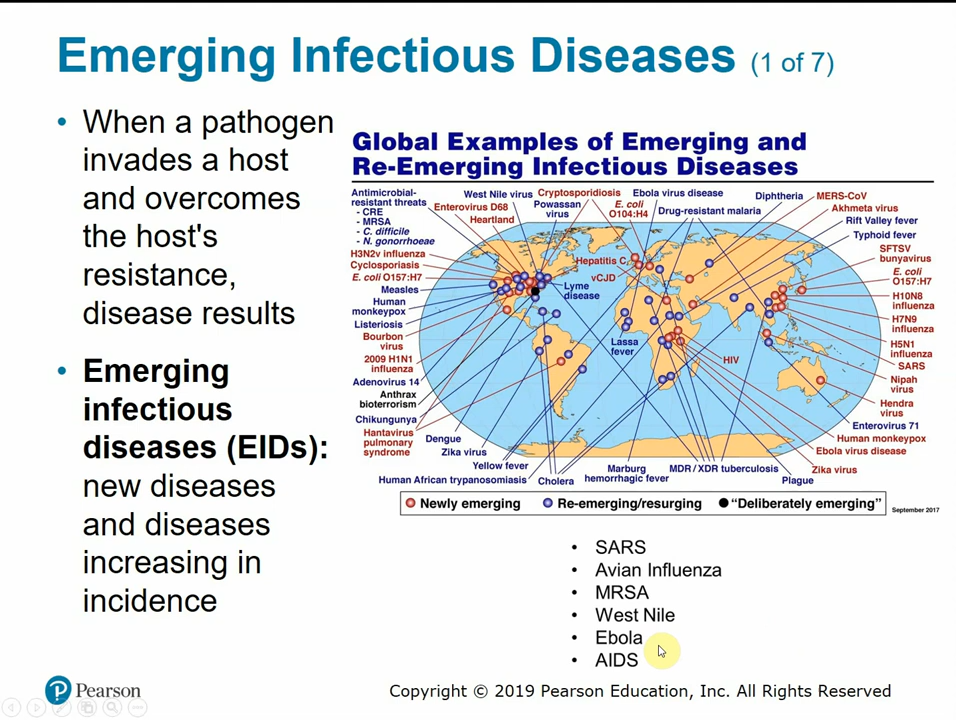 Emerging Infectious Diseases (1 of 7)
• When a pathogen
invades a host
and overcomes
the host's
resistance,
disease results
• Emerging
infectious
diseases (EIDs):
new diseases
and diseases
increasing in
incidence
Global Examples of Emerging and
Re-Emerging Infectious Diseases
Antimicrobial-
resistant threats
- CRE
- MRSA
- C. difficile
- N. gonorrhoeae
H3N2v influenza
Cyclosporiasis
E. coli O157:H7
Measles
Human
monkeypox
Listeriosis
Bourbon
virus
2009 H1N1
influenza
Adenovirus 14
Anthrax
bioterrorism
Chikungunya
Hantavirus
pulmonary
syndrome
West Nile virus
Enterovirus D68
Heartland
Cryptosporidiosis
Powassan
virus
E. coli
O104:H4
Ebola virus disease
Drug-resistant malaria
Diphtheria
MERS-CoV
Akhmeta virus
Rift Valley fever
Typhoid fever
SFTSV
bunyavirus
E. coli
O157:H7
H10N8
influenza
H7N9
influenza
H5N1
influenza
SARS
Nipah
virus
Hendra
virus
Enterovirus 71
Human monkeypox
Ebola virus disease
Zika virus
Plague
Hepatitis C
vCJD
Lyme
disease
Lassa
fever
HIV
Dengue
Zika virus
Yellow fever
Human African trypanosomiasis
Cholera
Marburg
hemorrhagic fever
MDR / XDR tuberculosis
Newly emerging
Re-emerging/resurging
“Deliberately emerging”
September 2017
• SARS
• Avian Influenza
• MRSA
• West Nile
• Ebola
• AIDS
P Pearson
Copyright © 2019 Pearson Education, Inc. All Rights Reserved